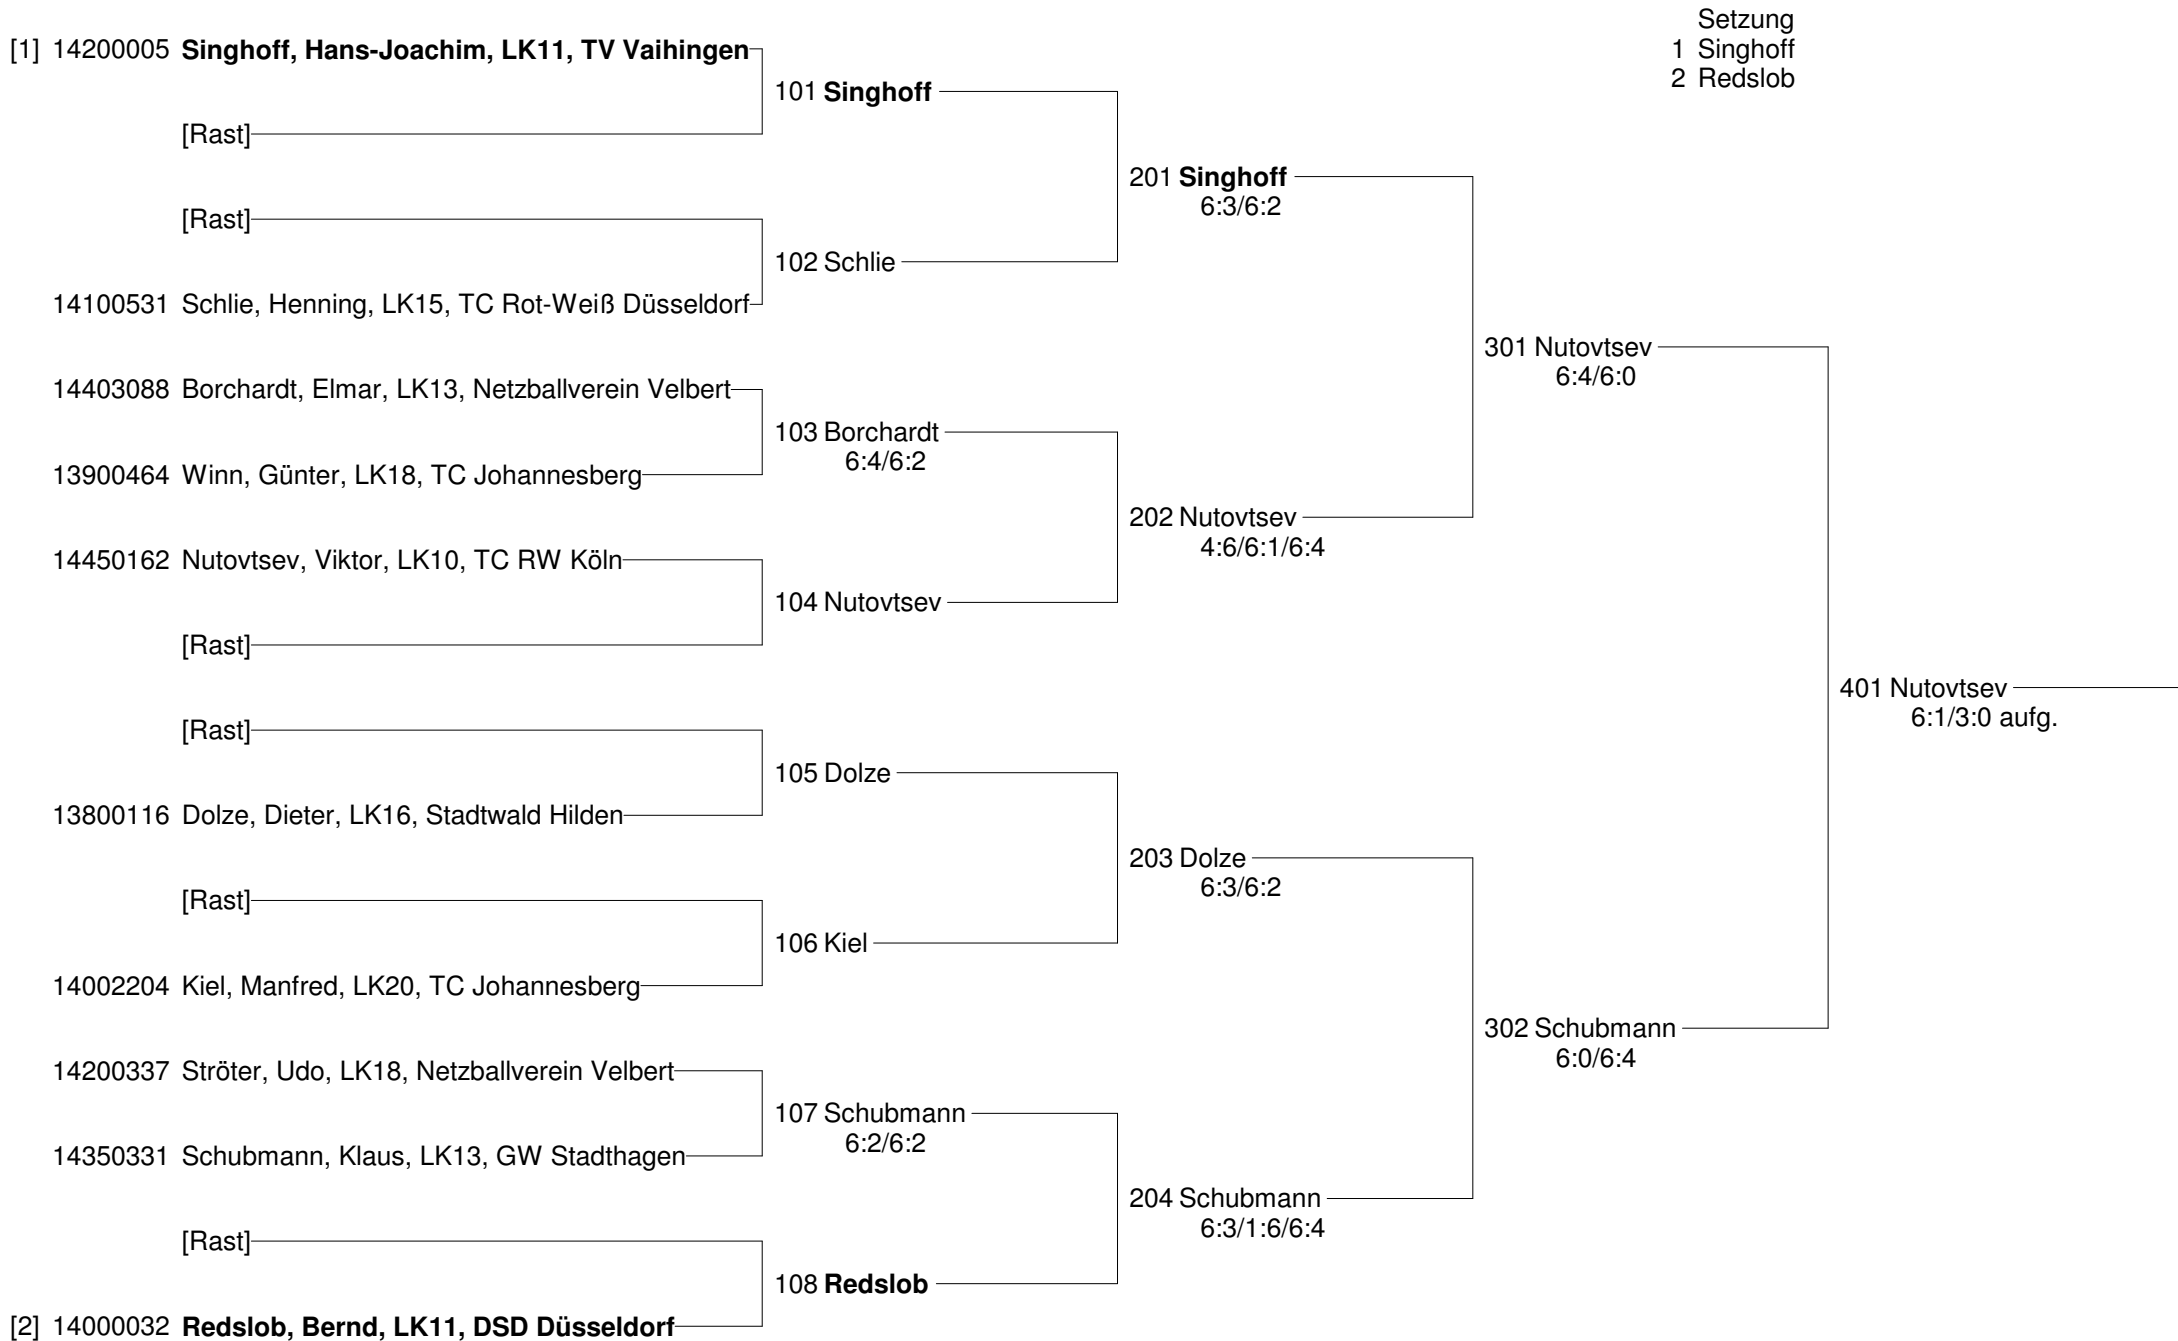 Setzung
1 Singhoff
2 Redslob
[1] 14200005 Singhoff, Hans-Joachim, LK11, TV Vaihingen
101 Singhoff
[Rast]
201 Singhoff
6:3/6:2
[Rast]
102 Schlie
14100531 Schlie, Henning, LK15, TC Rot-Weiß Düsseldorf
301 Nutovtsev
6:4/6:0
14403088 Borchardt, Elmar, LK13, Netzballverein Velbert
103 Borchardt
6:4/6:2
13900464 Winn, Günter, LK18, TC Johannesberg
202 Nutovtsev
4:6/6:1/6:4
14450162 Nutovtsev, Viktor, LK10, TC RW Köln
104 Nutovtsev
[Rast]
401 Nutovtsev
6:1/3:0 aufg.
[Rast]
105 Dolze
13800116 Dolze, Dieter, LK16, Stadtwald Hilden
203 Dolze
6:3/6:2
[Rast]
106 Kiel
14002204 Kiel, Manfred, LK20, TC Johannesberg
302 Schubmann
6:0/6:4
14200337 Ströter, Udo, LK18, Netzballverein Velbert
107 Schubmann
6:2/6:2
14350331 Schubmann, Klaus, LK13, GW Stadthagen
204 Schubmann
6:3/1:6/6:4
[Rast]
108 Redslob
[2] 14000032 Redslob, Bernd, LK11, DSD Düsseldorf